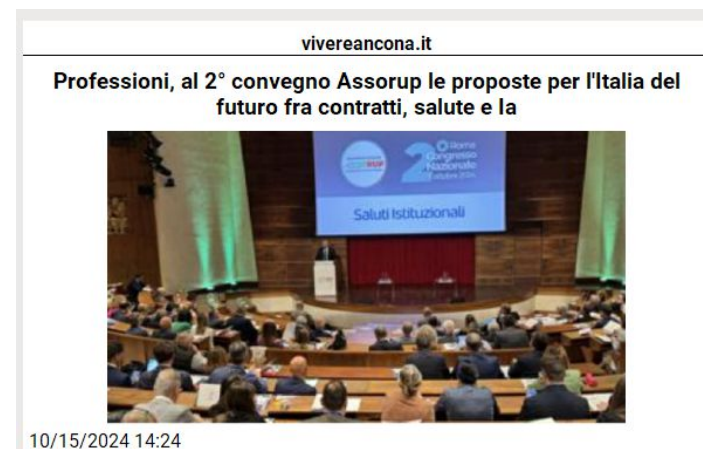 vivereancona.it
Professioni, al 2° convegno Assorup le proposte per l'Italia del
futuro fra contratti, salute e la
2°
Roma
Congresso
Nazionale
Saluti Istituzionali
10/15/2024 14:24